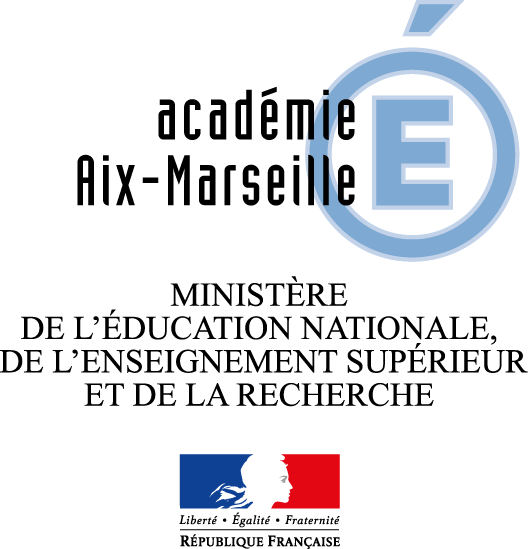 académie
Aix-Marseille
É
MINISTÈRE
DE L’ÉDUCATION NATIONALE,
DE L’ENSEIGNEMENT SUPÉRIEUR
ET DE LA RECHERCHE
Liberté • Égalité • Fraternité
RÉPUBLIQUE FRANÇAISE